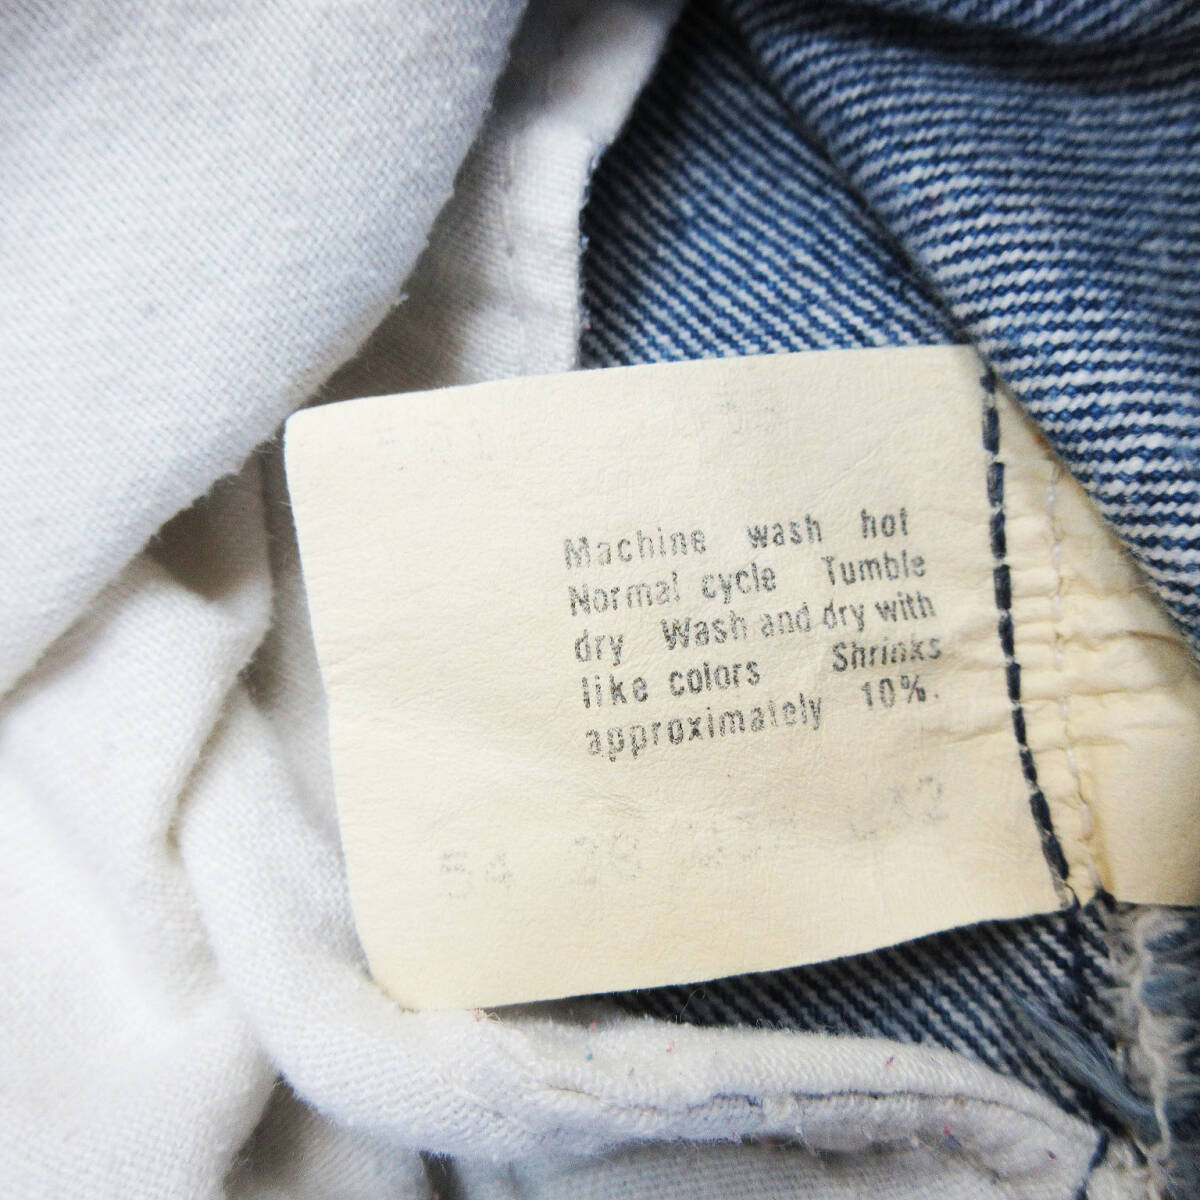 Machine wash hot
Normal cycle Tumble
dry Wash and dry with
like colors Shrinks
approximately 10%.